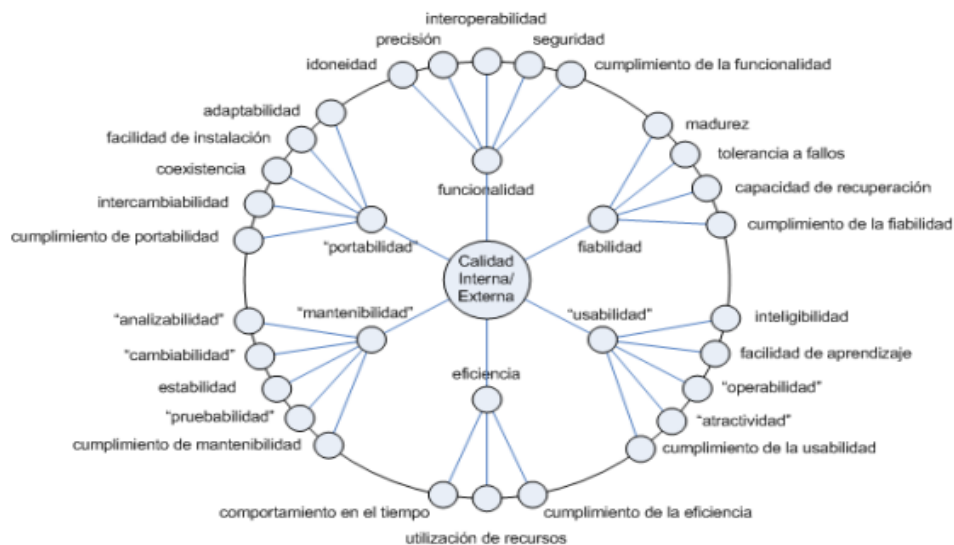 interoperabilidad
precisión
seguridad
idoneidad
cumplimiento de la funcionalidad
adaptabilidad
madurez
facilidad de instalación
tolerancia a fallos
coexistencia
capacidad de recuperación
funcionalidad
intercambiabilidad
cumplimiento de la fiabilidad
cumplimiento de portabilidad
"portabilidad"
fiabilidad
Calidad
Interna/
Externa
"analizabilidad"
"mantenibilidad"
"usabilidad"
inteligibilidad
"cambiabilidad"
facilidad de aprendizaje
eficiencia
estabilidad
"operabilidad"
"pruebabilidad"
"atractividad"
cumplimiento de mantenibilidad
cumplimiento de la usabilidad
comportamiento en el tiempo
cumplimiento de la eficiencia
utilización de recursos